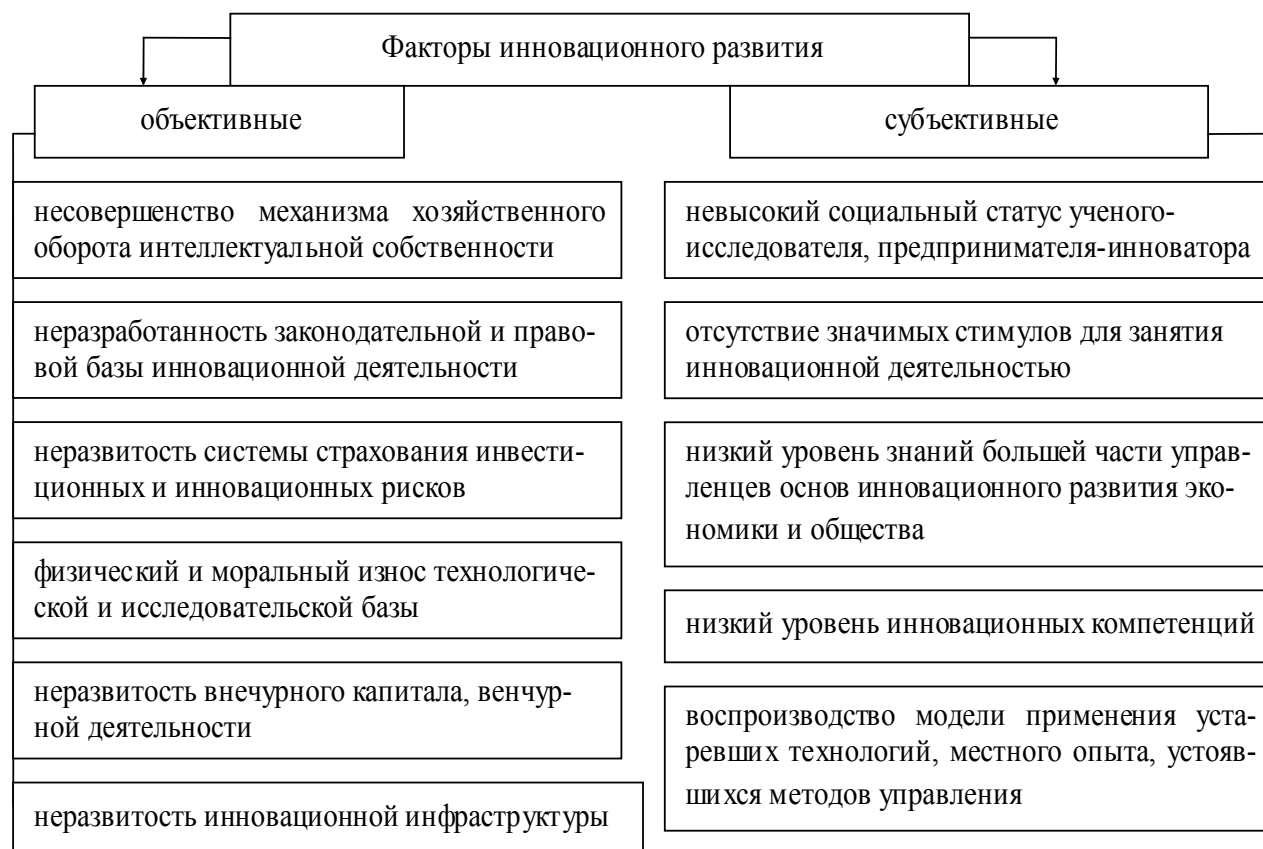 Факторы инновационного развития
объективные
субъективные
несовершенство механизма хозяйственного
оборота интеллектуальной собственности
неразработанность законодательной и право-
вой базы инновационной деятельности
неразвитость системы страхования инвести-
ционных и инновационных рисков
физический и моральный износ технологиче-
ской и исследовательской базы
неразвитость внечурного капитала, венчур-
ной деятельности
неразвитость инновационной инфраструктуры
невысокий социальный статус ученого-
исследователя, предпринимателя-инноватора
отсутствие значимых стимулов для занятия
инновационной деятельностью
низкий уровень знаний большей части управ-
ленцев основ инновационного развития эко-
номики и общества
низкий уровень инновационных компетенций
воспроизводство модели применения уста-
ревших технологий, местного опыта, устояв-
шихся методов управления